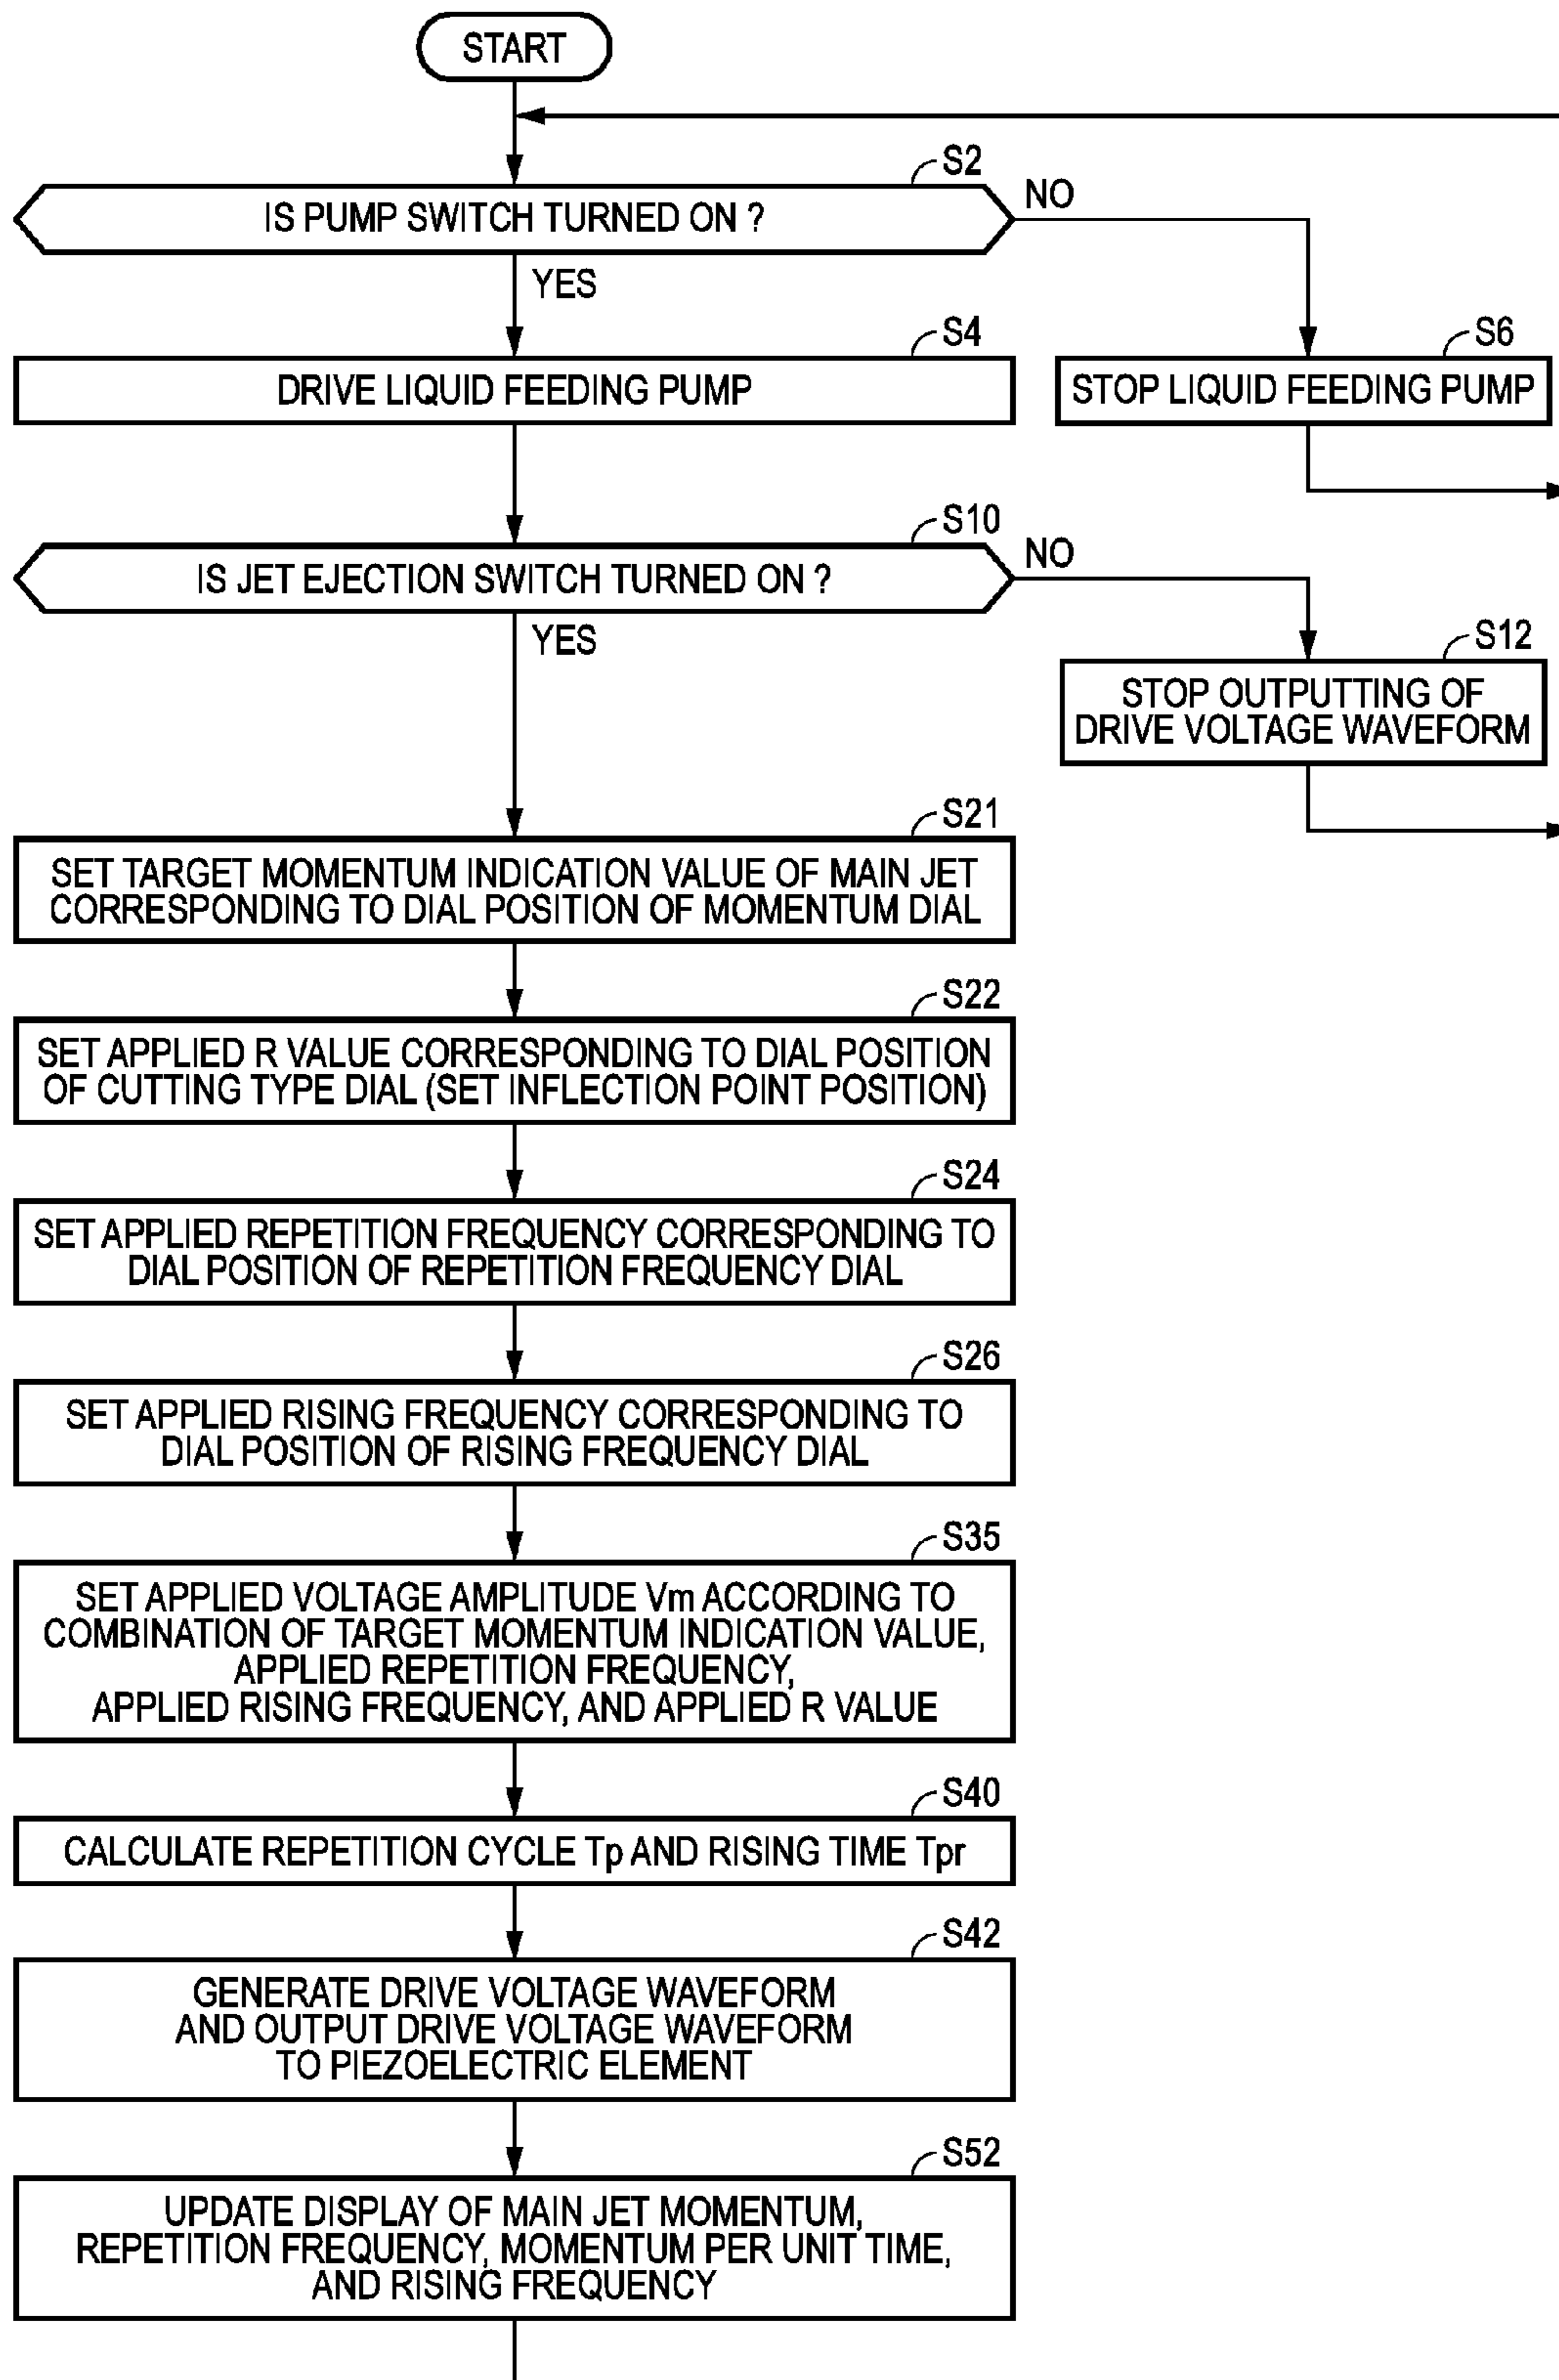 START
S2
IS PUMP SWITCH TURNED ON ?
NO
YES
S4
DRIVE LIQUID FEEDING PUMP
S6
STOP LIQUID FEEDING PUMP
S10
IS JET EJECTION SWITCH TURNED ON ?
NO
YES
S12
STOP OUTPUTTING OF
DRIVE VOLTAGE WAVEFORM
S21
SET TARGET MOMENTUM INDICATION VALUE OF MAIN JET
CORRESPONDING TO DIAL POSITION OF MOMENTUM DIAL
S22
SET APPLIED R VALUE CORRESPONDING TO DIAL POSITION
OF CUTTING TYPE DIAL (SET INFLECTION POINT POSITION)
S24
SET APPLIED REPETITION FREQUENCY CORRESPONDING TO
DIAL POSITION OF REPETITION FREQUENCY DIAL
S26
SET APPLIED RISING FREQUENCY CORRESPONDING TO
DIAL POSITION OF RISING FREQUENCY DIAL
S35
SET APPLIED VOLTAGE AMPLITUDE Vm ACCORDING TO
COMBINATION OF TARGET MOMENTUM INDICATION VALUE,
APPLIED REPETITION FREQUENCY,
APPLIED RISING FREQUENCY, AND APPLIED R VALUE
S40
CALCULATE REPETITION CYCLE Tp AND RISING TIME Tpr
S42
GENERATE DRIVE VOLTAGE WAVEFORM
AND OUTPUT DRIVE VOLTAGE WAVEFORM
TO PIEZOELECTRIC ELEMENT
S52
UPDATE DISPLAY OF MAIN JET MOMENTUM,
REPETITION FREQUENCY, MOMENTUM PER UNIT TIME,
AND RISING FREQUENCY